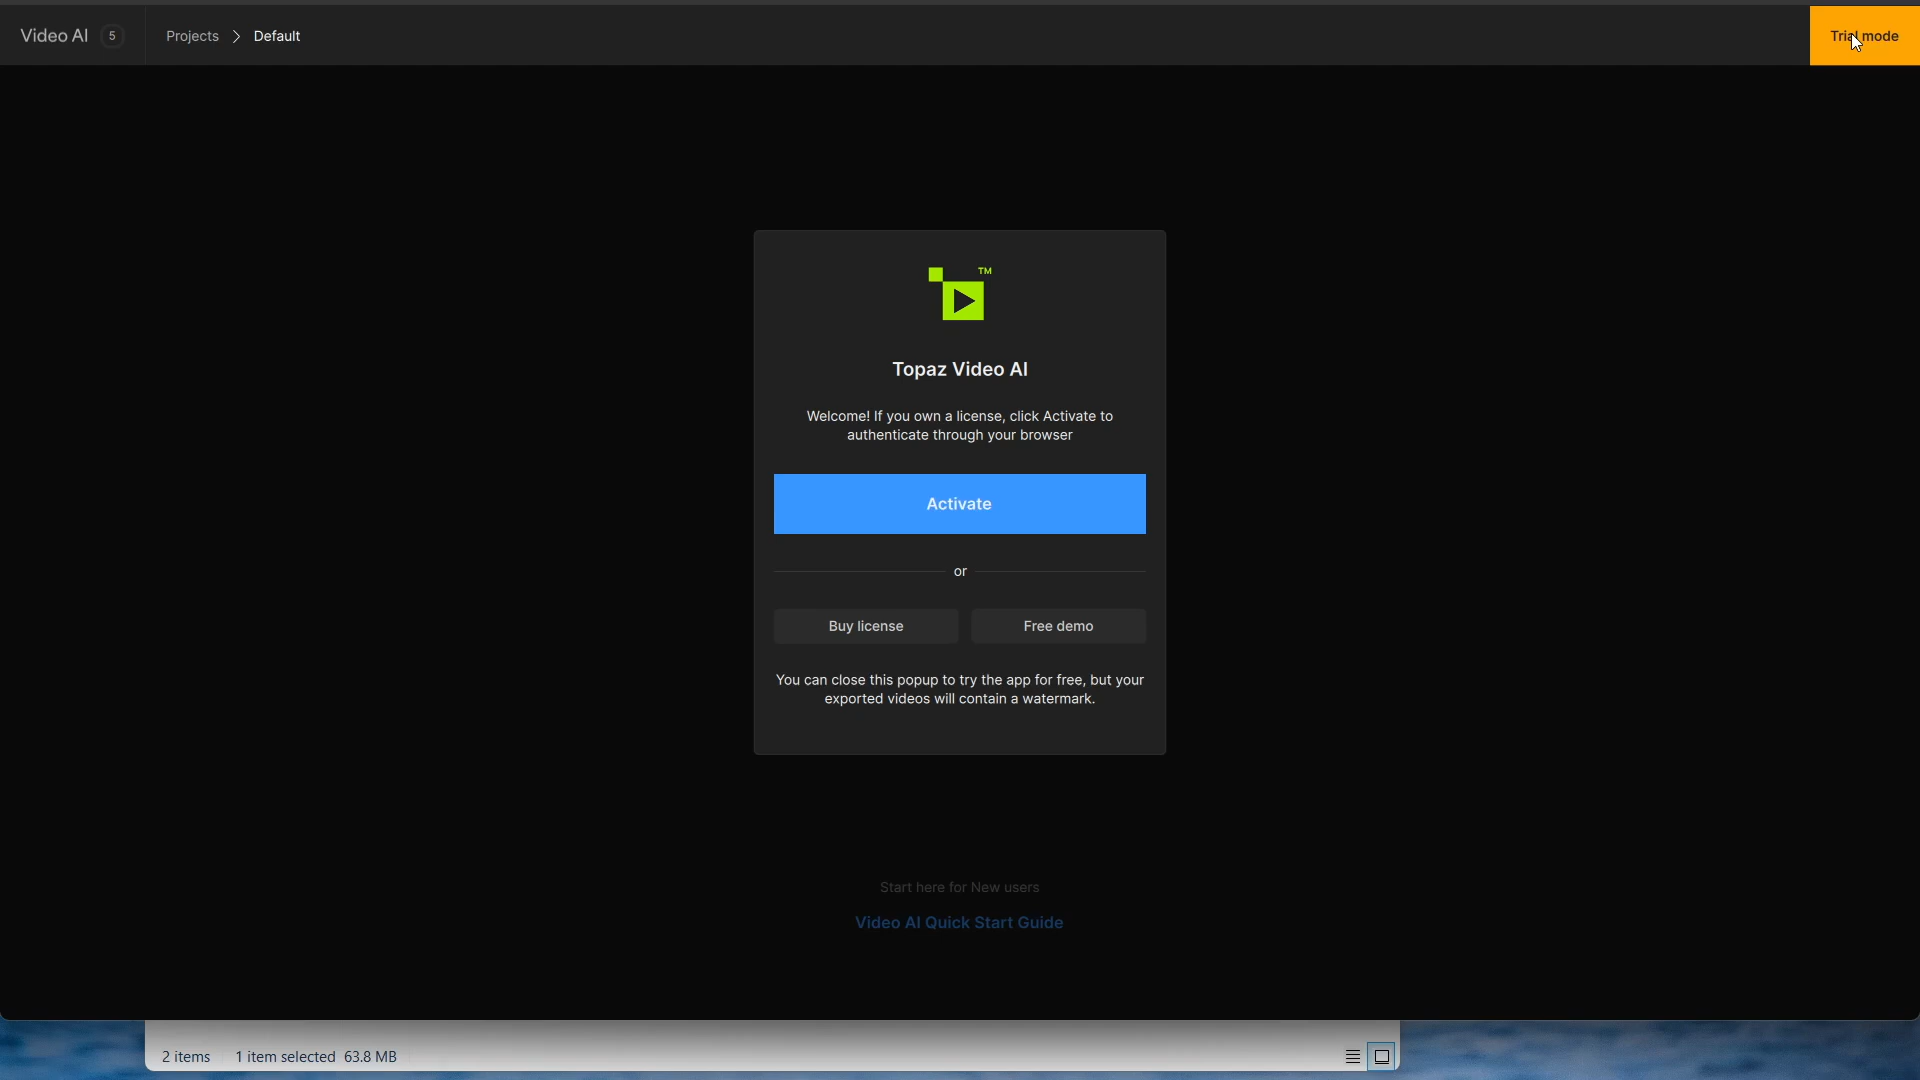 Video AI 5
Projects > Default
Trial mode
TM
Topaz Video AI
Welcome! If you own a license, click Activate to
authenticate through your browser
Activate
or
Buy license
Free demo
You can close this popup to try the app for free, but your
exported videos will contain a watermark.
Start here for New users
Video AI Quick Start Guide
2 items 1 item selected 63.8 MB